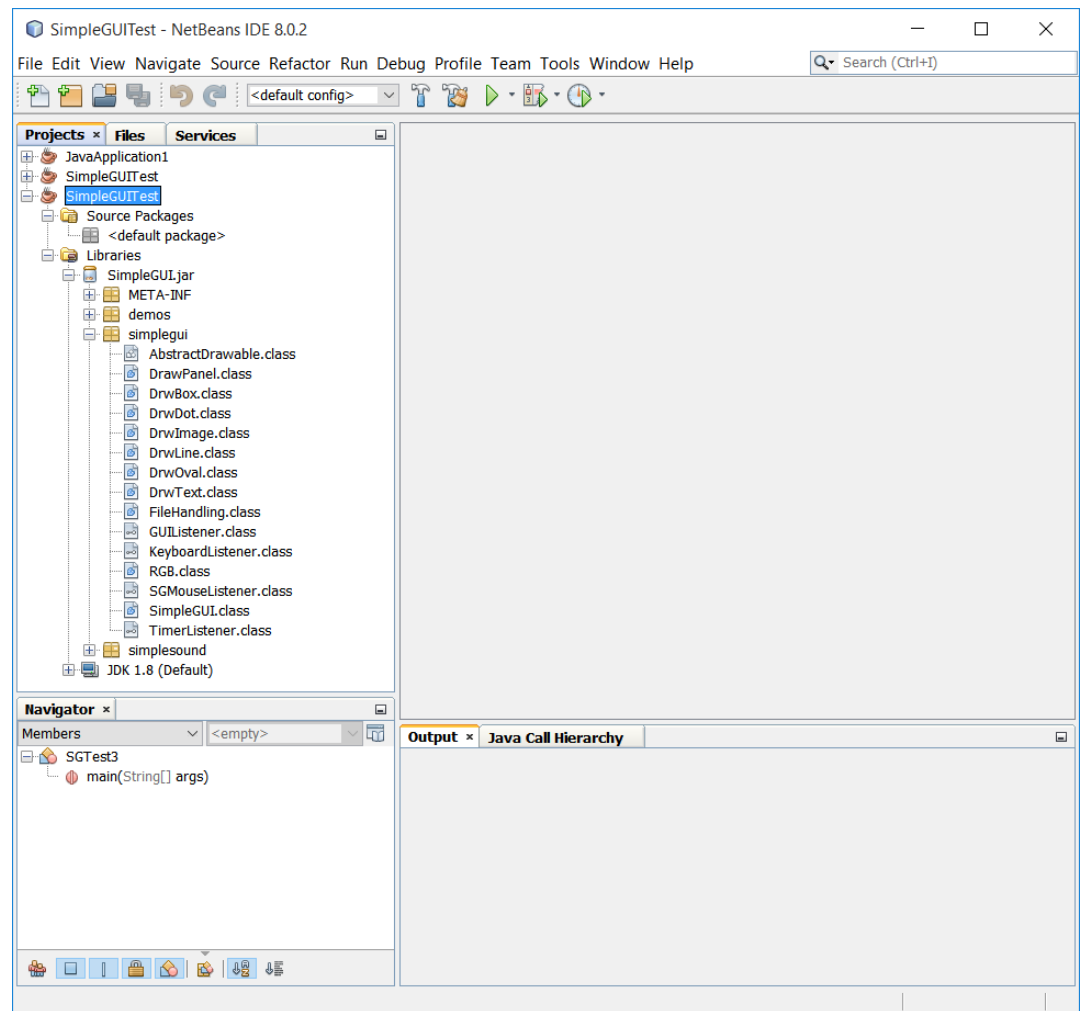 SimpleGUITest - NetBeans IDE 8.0.2
File Edit View Navigate Source Refactor Run Debug Profile Team Tools Window Help
Search (Ctrl+I)
<default config>
Projects Files Services
JavaApplication1
SimpleGUITest
SimpleGUITest
Source Packages
<default package>
Libraries
SimpleGUI.jar
META-INF
demos
simplegui
AbstractDrawable.class
DrawPanel.class
DrwBox.class
DrwDot.class
DrwImage.class
DrwLine.class
DrwOval.class
DrwText.class
FileHandling.class
GUIListener.class
KeyboardListener.class
RGB.class
SGMouseListener.class
SimpleGUI.class
TimerListener.class
simplesound
JDK 1.8 (Default)
Navigator
Members <empty>
SGTest3
main(String[] args)
Output Java Call Hierarchy